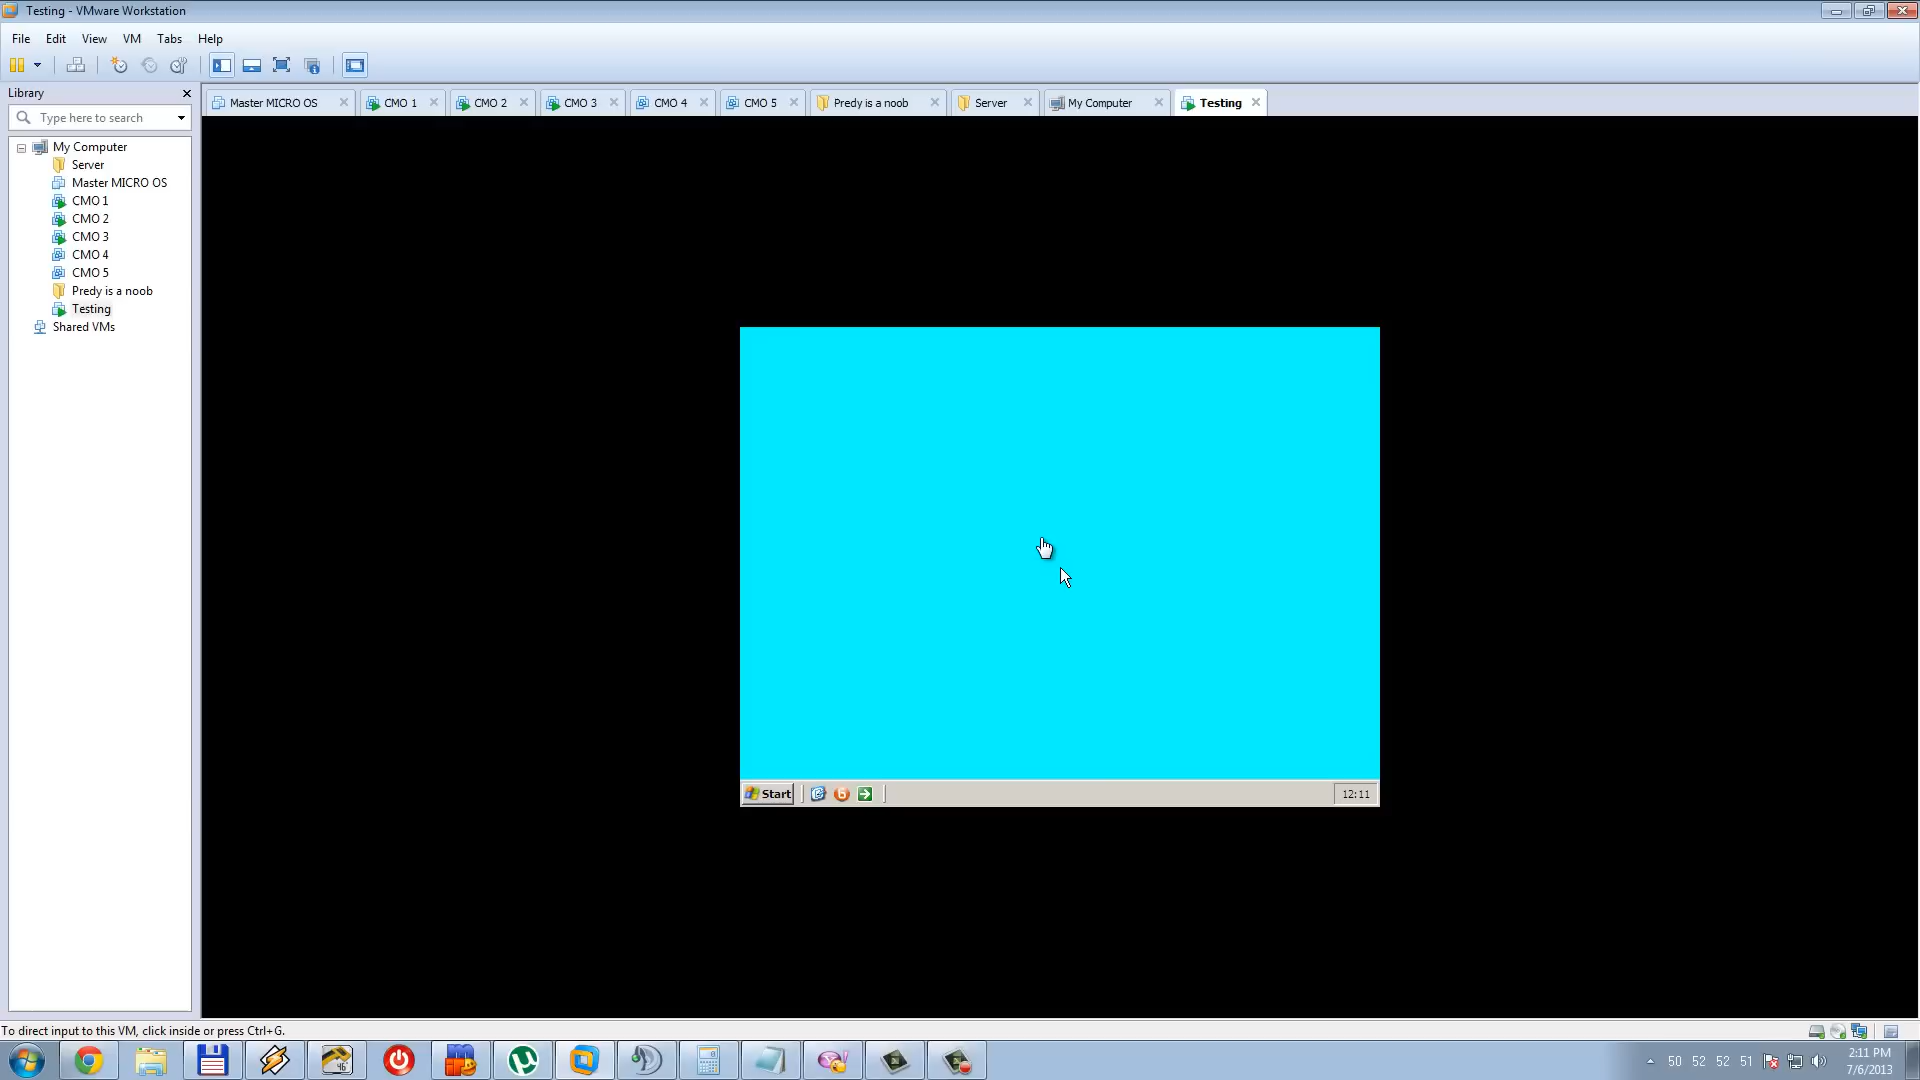 Testing - VMware Workstation
File Edit View VM Tabs Help
Library
Type here to search
My Computer
Server
Master MICRO OS
CMO 1
CMO 2
CMO 3
CMO 4
CMO 5
Predy is a noob
Testing
Shared VMs
Master MICRO OS CMO 1 CMO 2 CMO 3 CMO 4 CMO 5 Predy is a noob Server My Computer Testing
Start 12:11
To direct input to this VM, click inside or press Ctrl+G.
46°
50 52 52 51 2:11 PM
7/6/2013